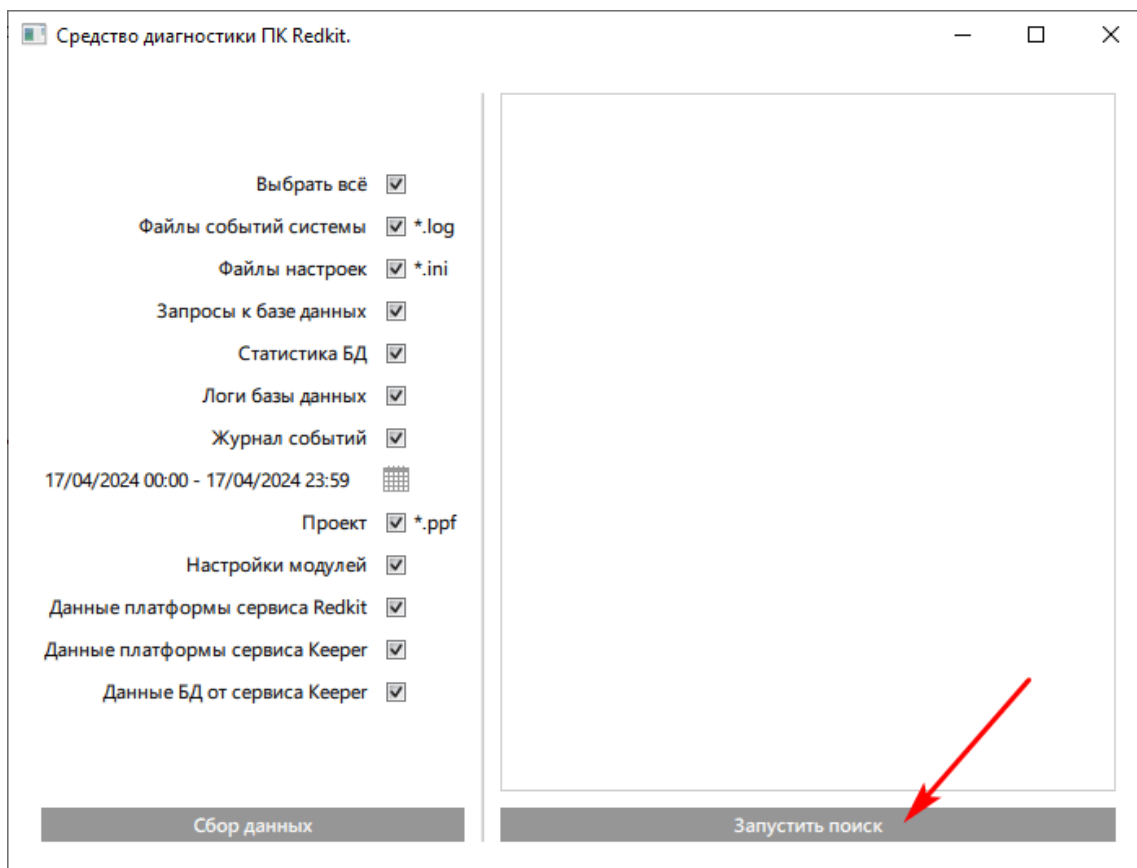 Средство диагностики ПК Redkit.
Выбрать всё
Файлы событий системы *.log
Файлы настроек *.ini
Запросы к базе данных
Статистика БД
Логи базы данных
Журнал событий
17/04/2024 00:00 - 17/04/2024 23:59
Проект *.ppf
Настройки модулей
Данные платформы сервиса Redkit
Данные платформы сервиса Keeper
Данные БД от сервиса Keeper
Сбор данных
Запустить поиск